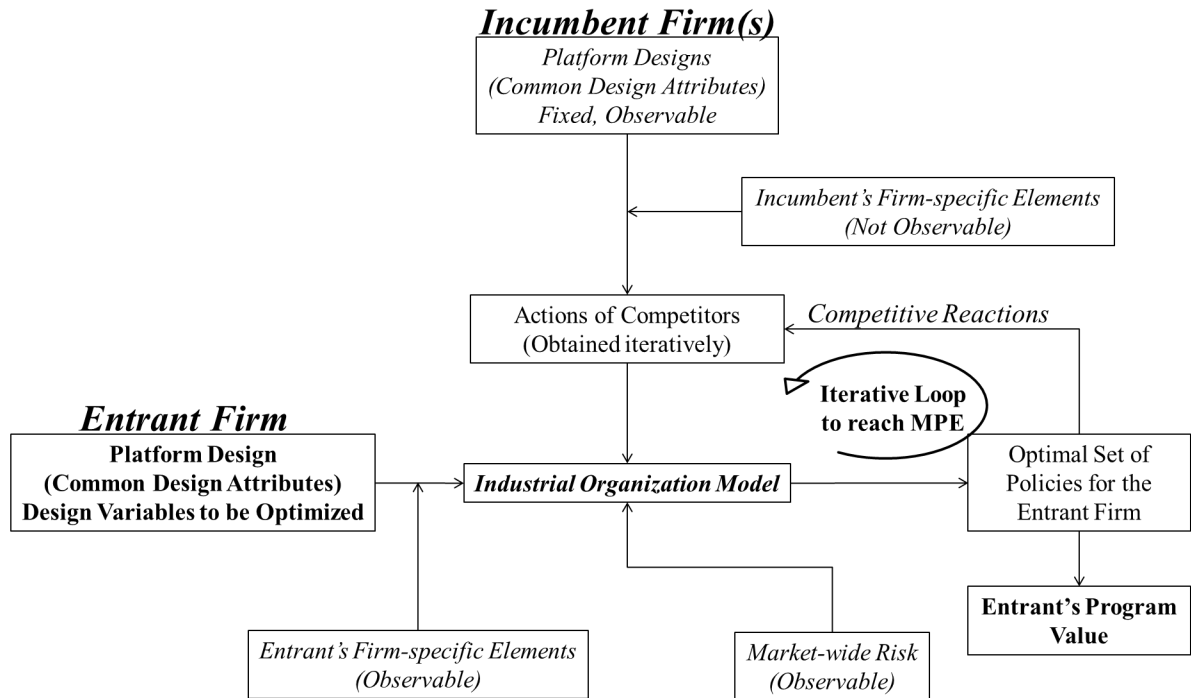 Incumbent Firm(s)
Platform Designs
(Common Design Attributes)
Fixed, Observable
Incumbent’s Firm-specific Elements
(Not Observable)
Actions of Competitors
(Obtained iteratively)
Competitive Reactions
Iterative Loop
to reach MPE
Entrant Firm
Platform Design
(Common Design Attributes)
Design Variables to be Optimized
Industrial Organization Model
Optimal Set of
Policies for the
Entrant Firm
Entrant’s Program
Value
Entrant’s Firm-specific Elements
(Observable)
Market-wide Risk
(Observable)